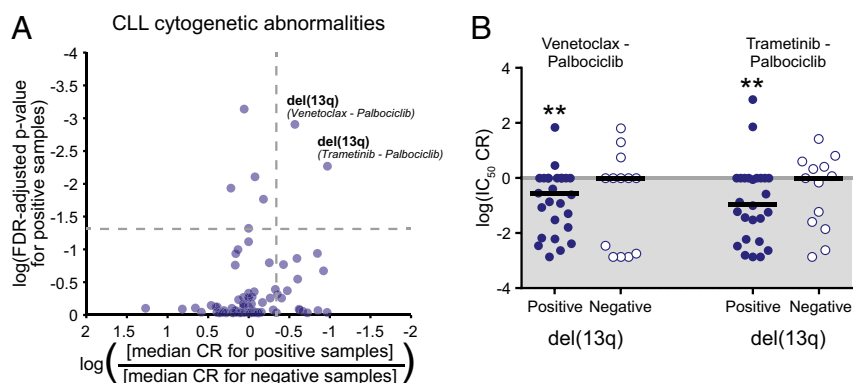 A
CLL cytogenetic abnormalities
log(FDR-adjusted p-value
for positive samples)
-4
-3.5
-3
-2.5
-2
-1.5
-1
-0.5
0
del(13q)
(Venetoclax - Palbociclib)
del(13q)
(Trametinib - Palbociclib)
2 1.5 1 0.5 0 -0.5 -1 -1.5 -2
log([median CR for positive samples]
[median CR for negative samples])
B
Venetoclax - Trametinib -
Palbociclib Palbociclib
log(IC50 CR)
4
2
0
-2
-4
** **
Positive Negative Positive Negative
del(13q) del(13q)